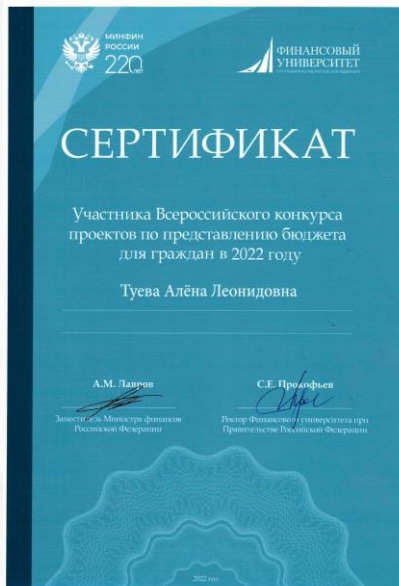 МИНФИН
РОССИИ
220 лет
ФИНАНСОВЫЙ
УНИВЕРСИТЕТ
СЕРТИФИКАТ
Участника Всероссийского конкурса
проектов по представлению бюджета
для граждан в 2022 году
Туева Алёна Леонидовна
А.М. Лавров
С.Е. Прокофьев
Заместитель Министра финансов
Российской Федерации
Ректор Финансового университета при
Правительстве Российской Федерации
2022 год